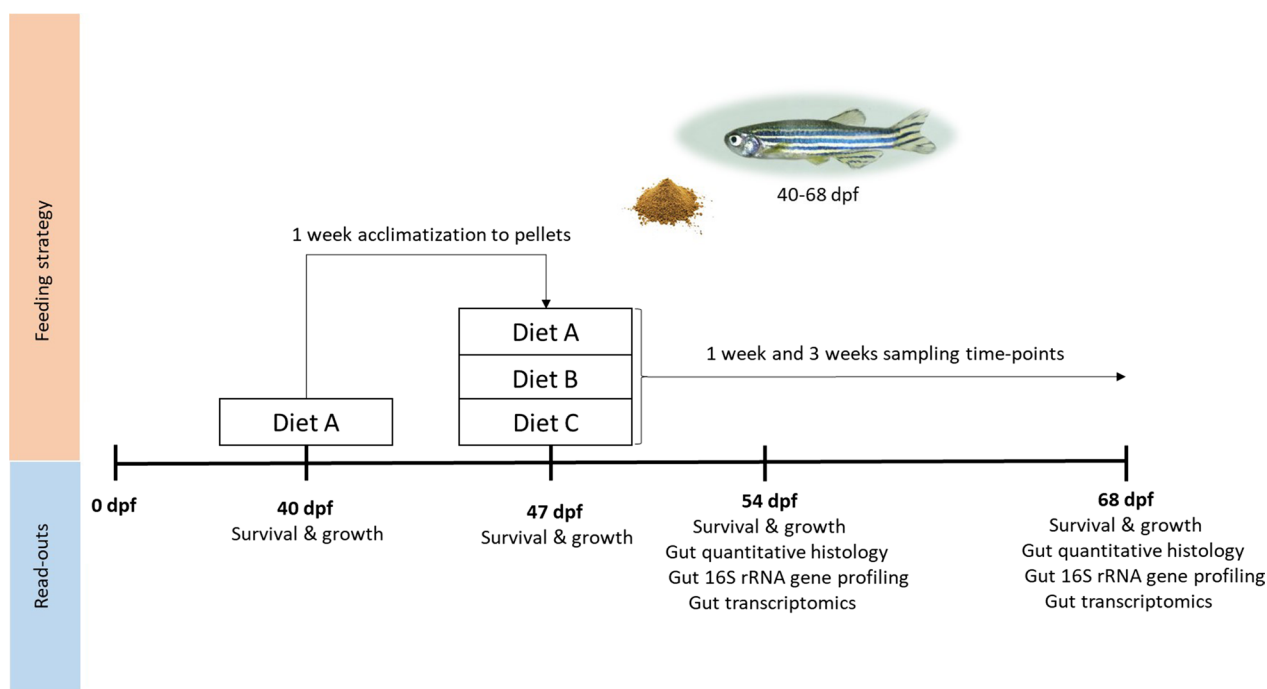 Feeding strategy
40-68 dpf
1 week acclimatization to pellets
Diet A
Diet B
Diet C
1 week and 3 weeks sampling time-points
Diet A
Read-outs
0 dpf
40 dpf
Survival & growth
47 dpf
Survival & growth
54 dpf
Survival & growth
Gut quantitative histology
Gut 16S rRNA gene profiling
Gut transcriptomics
68 dpf
Survival & growth
Gut quantitative histology
Gut 16S rRNA gene profiling
Gut transcriptomics